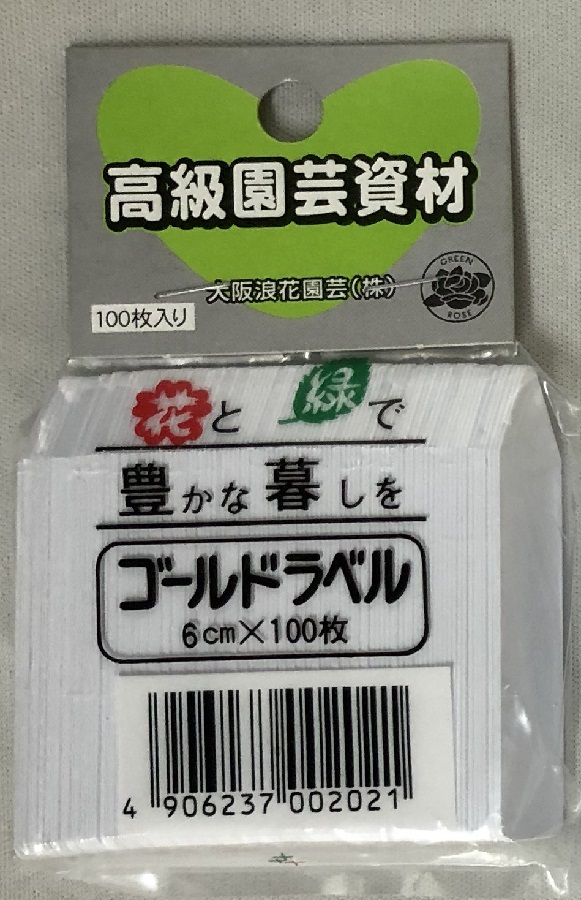 高級園芸資材
大阪浪花園芸(株)
GREEN
ROSE
100枚入り
花と 緑で
豊かな暮しを
ゴールドラベル
6cm×100枚
4 906237 002021